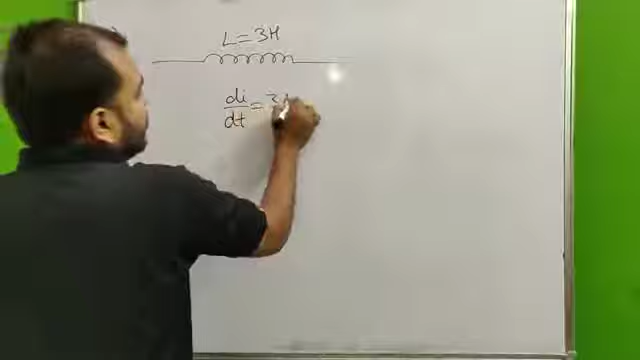 L = 3H
di/dt = 3